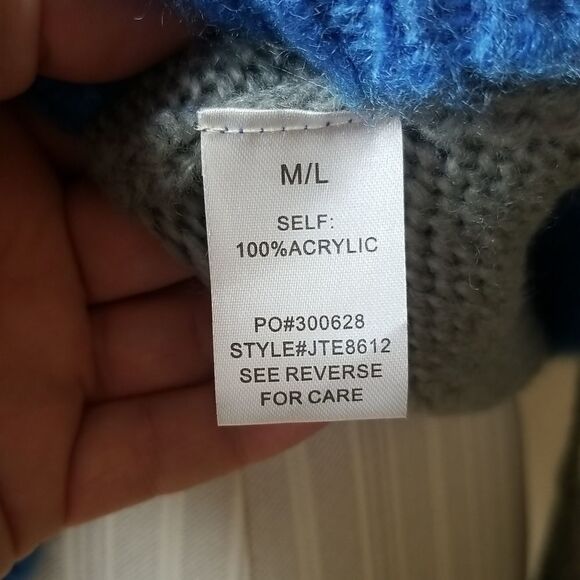 M/L
SELF:
100%ACRYLIC
PO#300628
STYLE#JTE8612
SEE REVERSE
FOR CARE